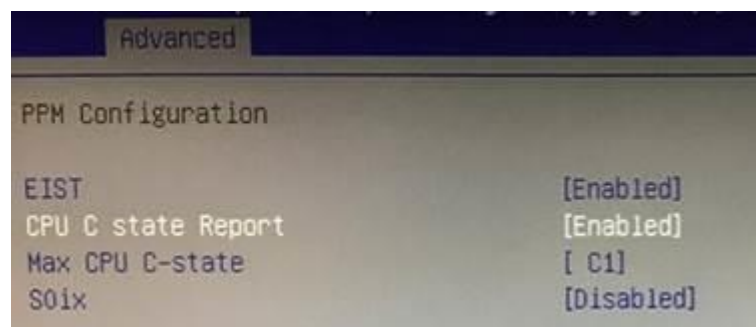 Advanced
PPM Configuration
EIST [Enabled]
CPU C state Report [Enabled]
Max CPU C-state [ C1]
S0ix [Disabled]